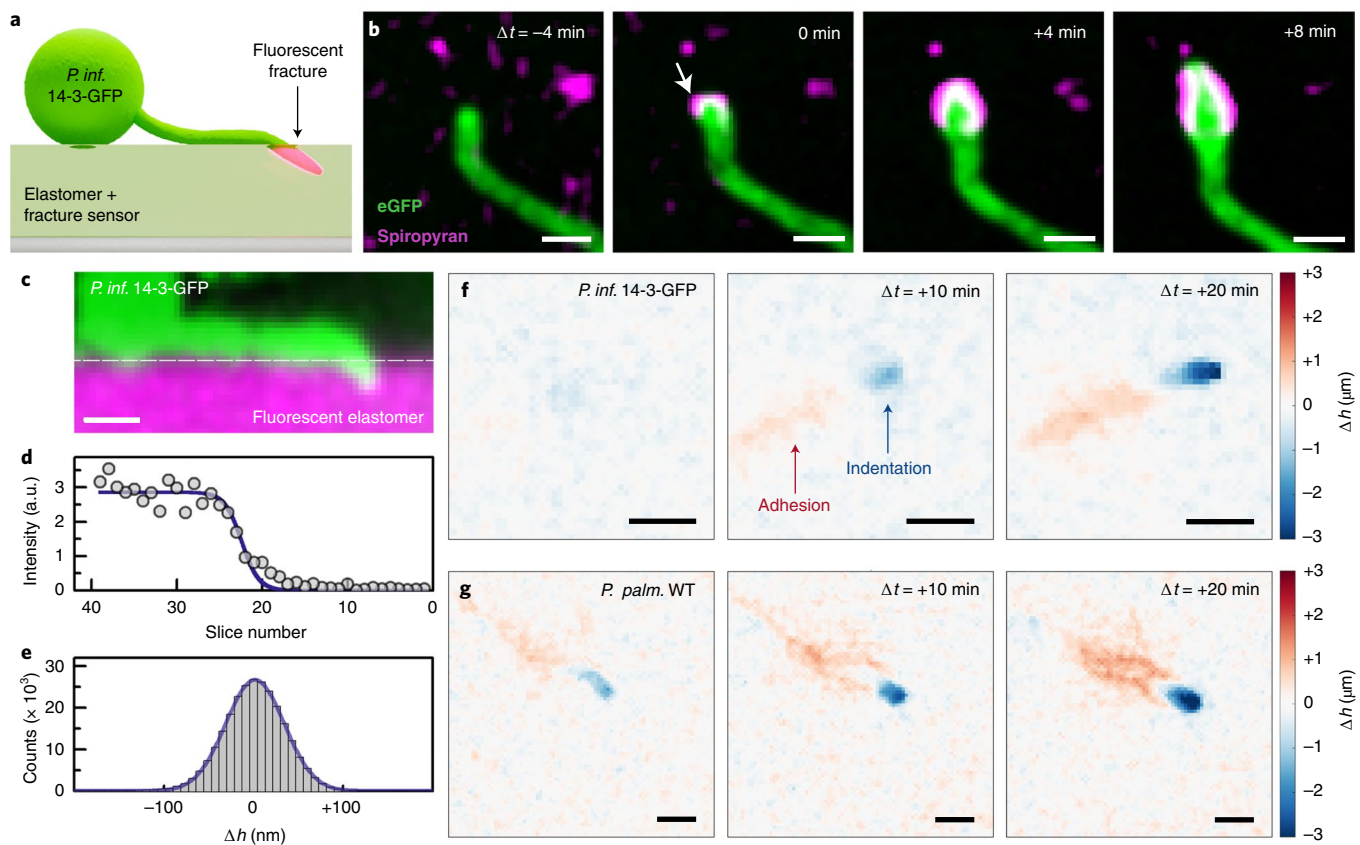 a
Fluorescent
fracture
P. inf.
14-3-GFP
Elastomer +
fracture sensor
b
Δt = –4 min
0 min
+4 min
+8 min
eGFP
Spiropyran
c
P. inf. 14-3-GFP
Fluorescent elastomer
d
Intensity (a.u.)
3
2
1
0
40
30
20
10
0
Slice number
e
Counts (× 10³)
30
20
10
0
–100
0
+100
Δh (nm)
f
P. inf. 14-3-GFP
Δt = +10 min
Indentation
Adhesion
Δt = +20 min
+3
+2
+1
0
–1
–2
–3
Δh (μm)
g
P. palm. WT
Δt = +10 min
Δt = +20 min
+3
+2
+1
0
–1
–2
–3
Δh (μm)